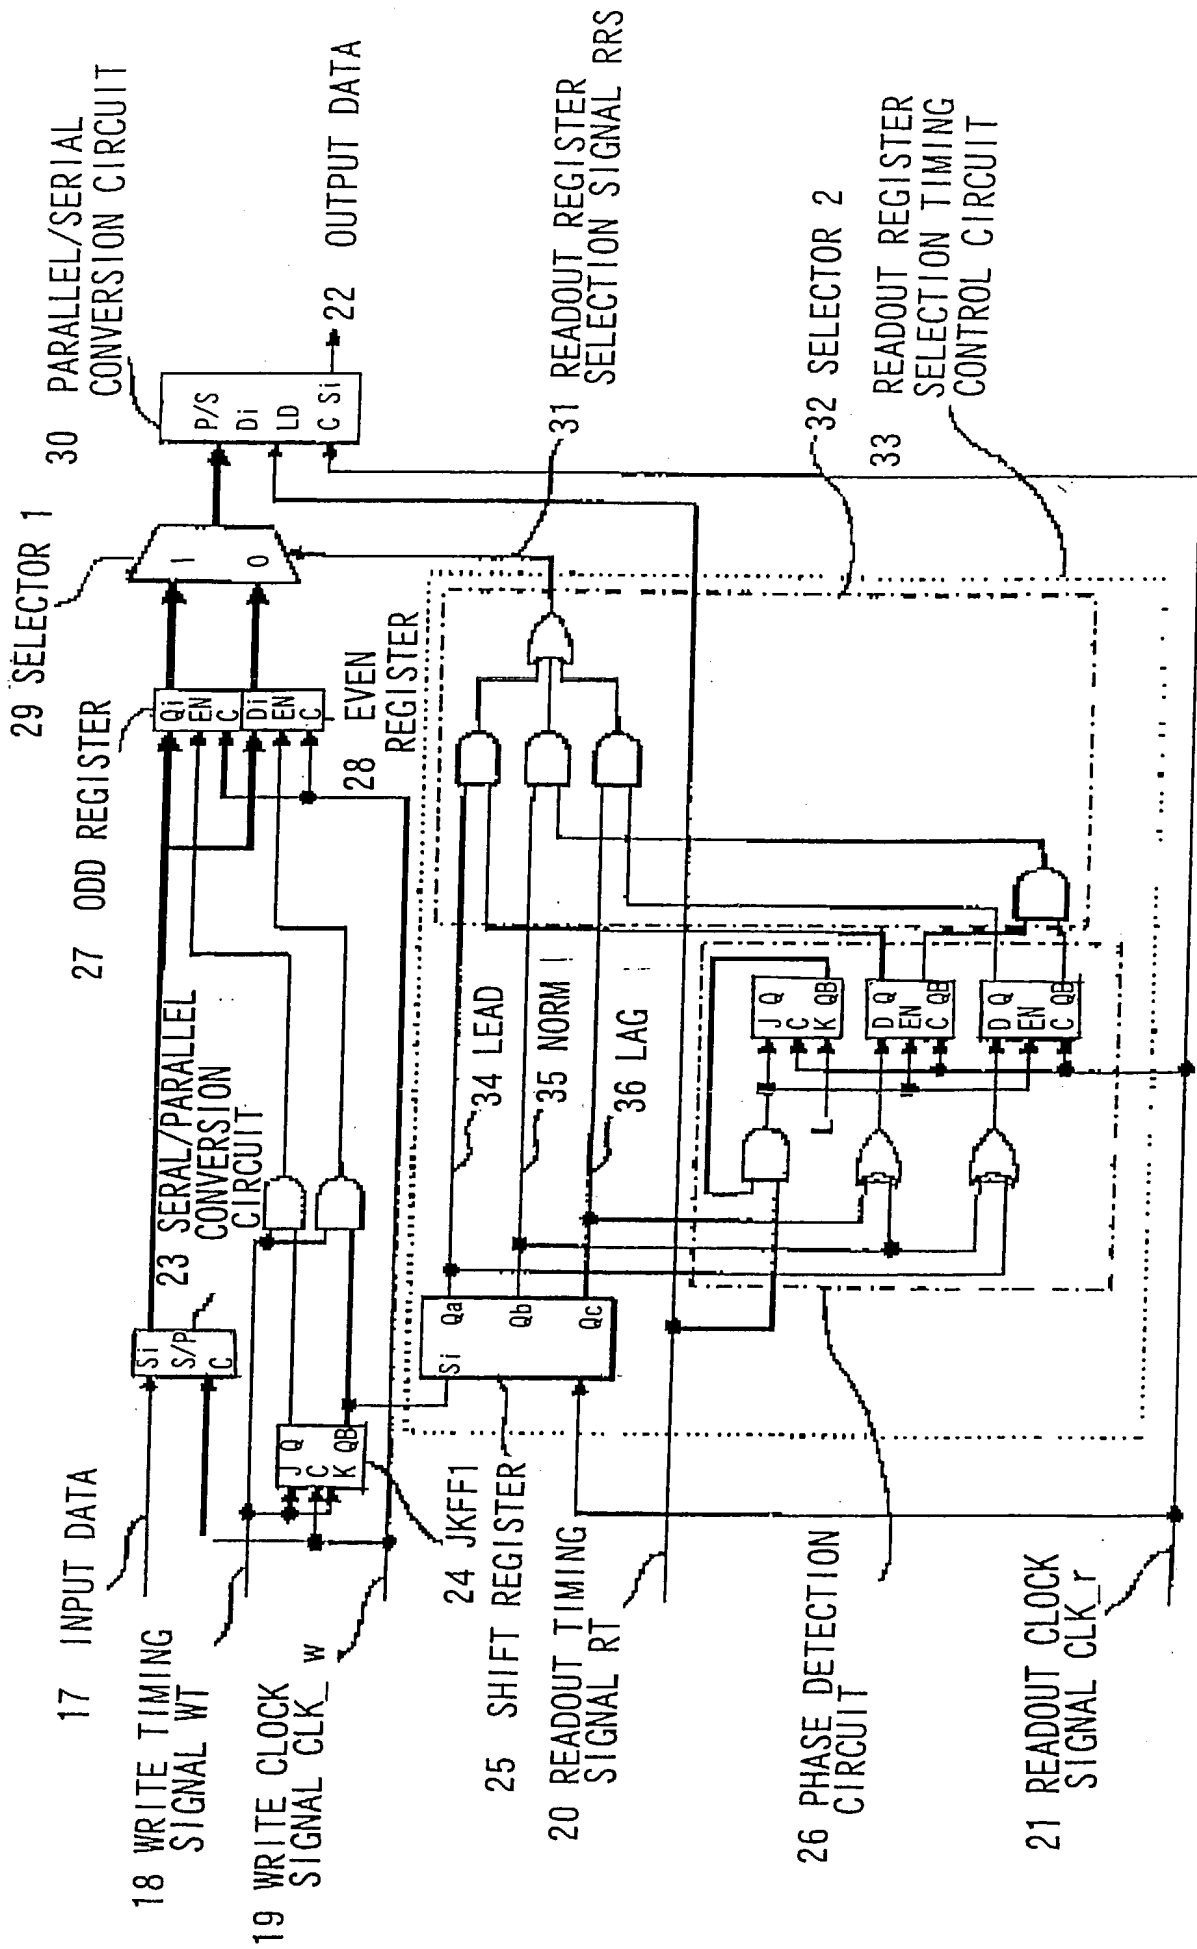 17 INPUT DATA
18 WRITE TIMING
SIGNAL WT
19 WRITE CLOCK
SIGNAL CLK_w
23 SERAL/PARALLEL
CONVERSION
CIRCUIT
Si
S/P
C
J Q
C
K QB
24 JKFF1
27 ODD REGISTER
Qi
EN
C
Di
EN
C
28 EVEN
REGISTER
29 SELECTOR 1
1
0
30 PARALLEL/SERIAL
CONVERSION CIRCUIT
P/S
Di
LD
C Si
22 OUTPUT DATA
31 READOUT REGISTER
SELECTION SIGNAL RRS
25 SHIFT REGISTER
Si
Qa
Qb
Qc
34 LEAD
35 NORM
36 LAG
20 READOUT TIMING
SIGNAL RT
L
J Q
C
K QB
D Q
EN
C QB
D Q
EN
C QB
32 SELECTOR 2
33 READOUT REGISTER
SELECTION TIMING
CONTROL CIRCUIT
26 PHASE DETECTION
CIRCUIT
21 READOUT CLOCK
SIGNAL CLK_r